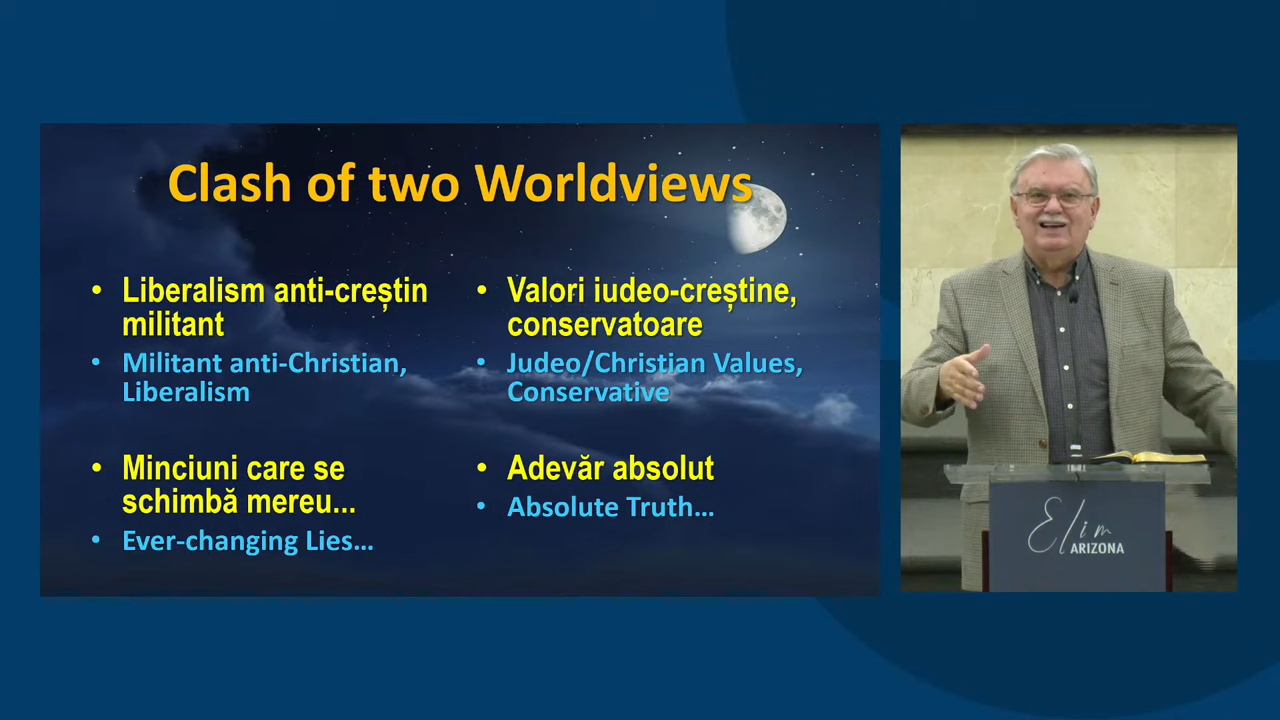 Clash of two Worldviews
• Liberalism anti-creștin
militant
• Militant anti-Christian,
Liberalism
• Minciuni care se
schimbă mereu...
• Ever-changing Lies...
• Valori iudeo-creștine,
conservatoare
• Judeo/Christian Values,
Conservative
• Adevăr absolut
• Absolute Truth...
Elim
ARIZONA